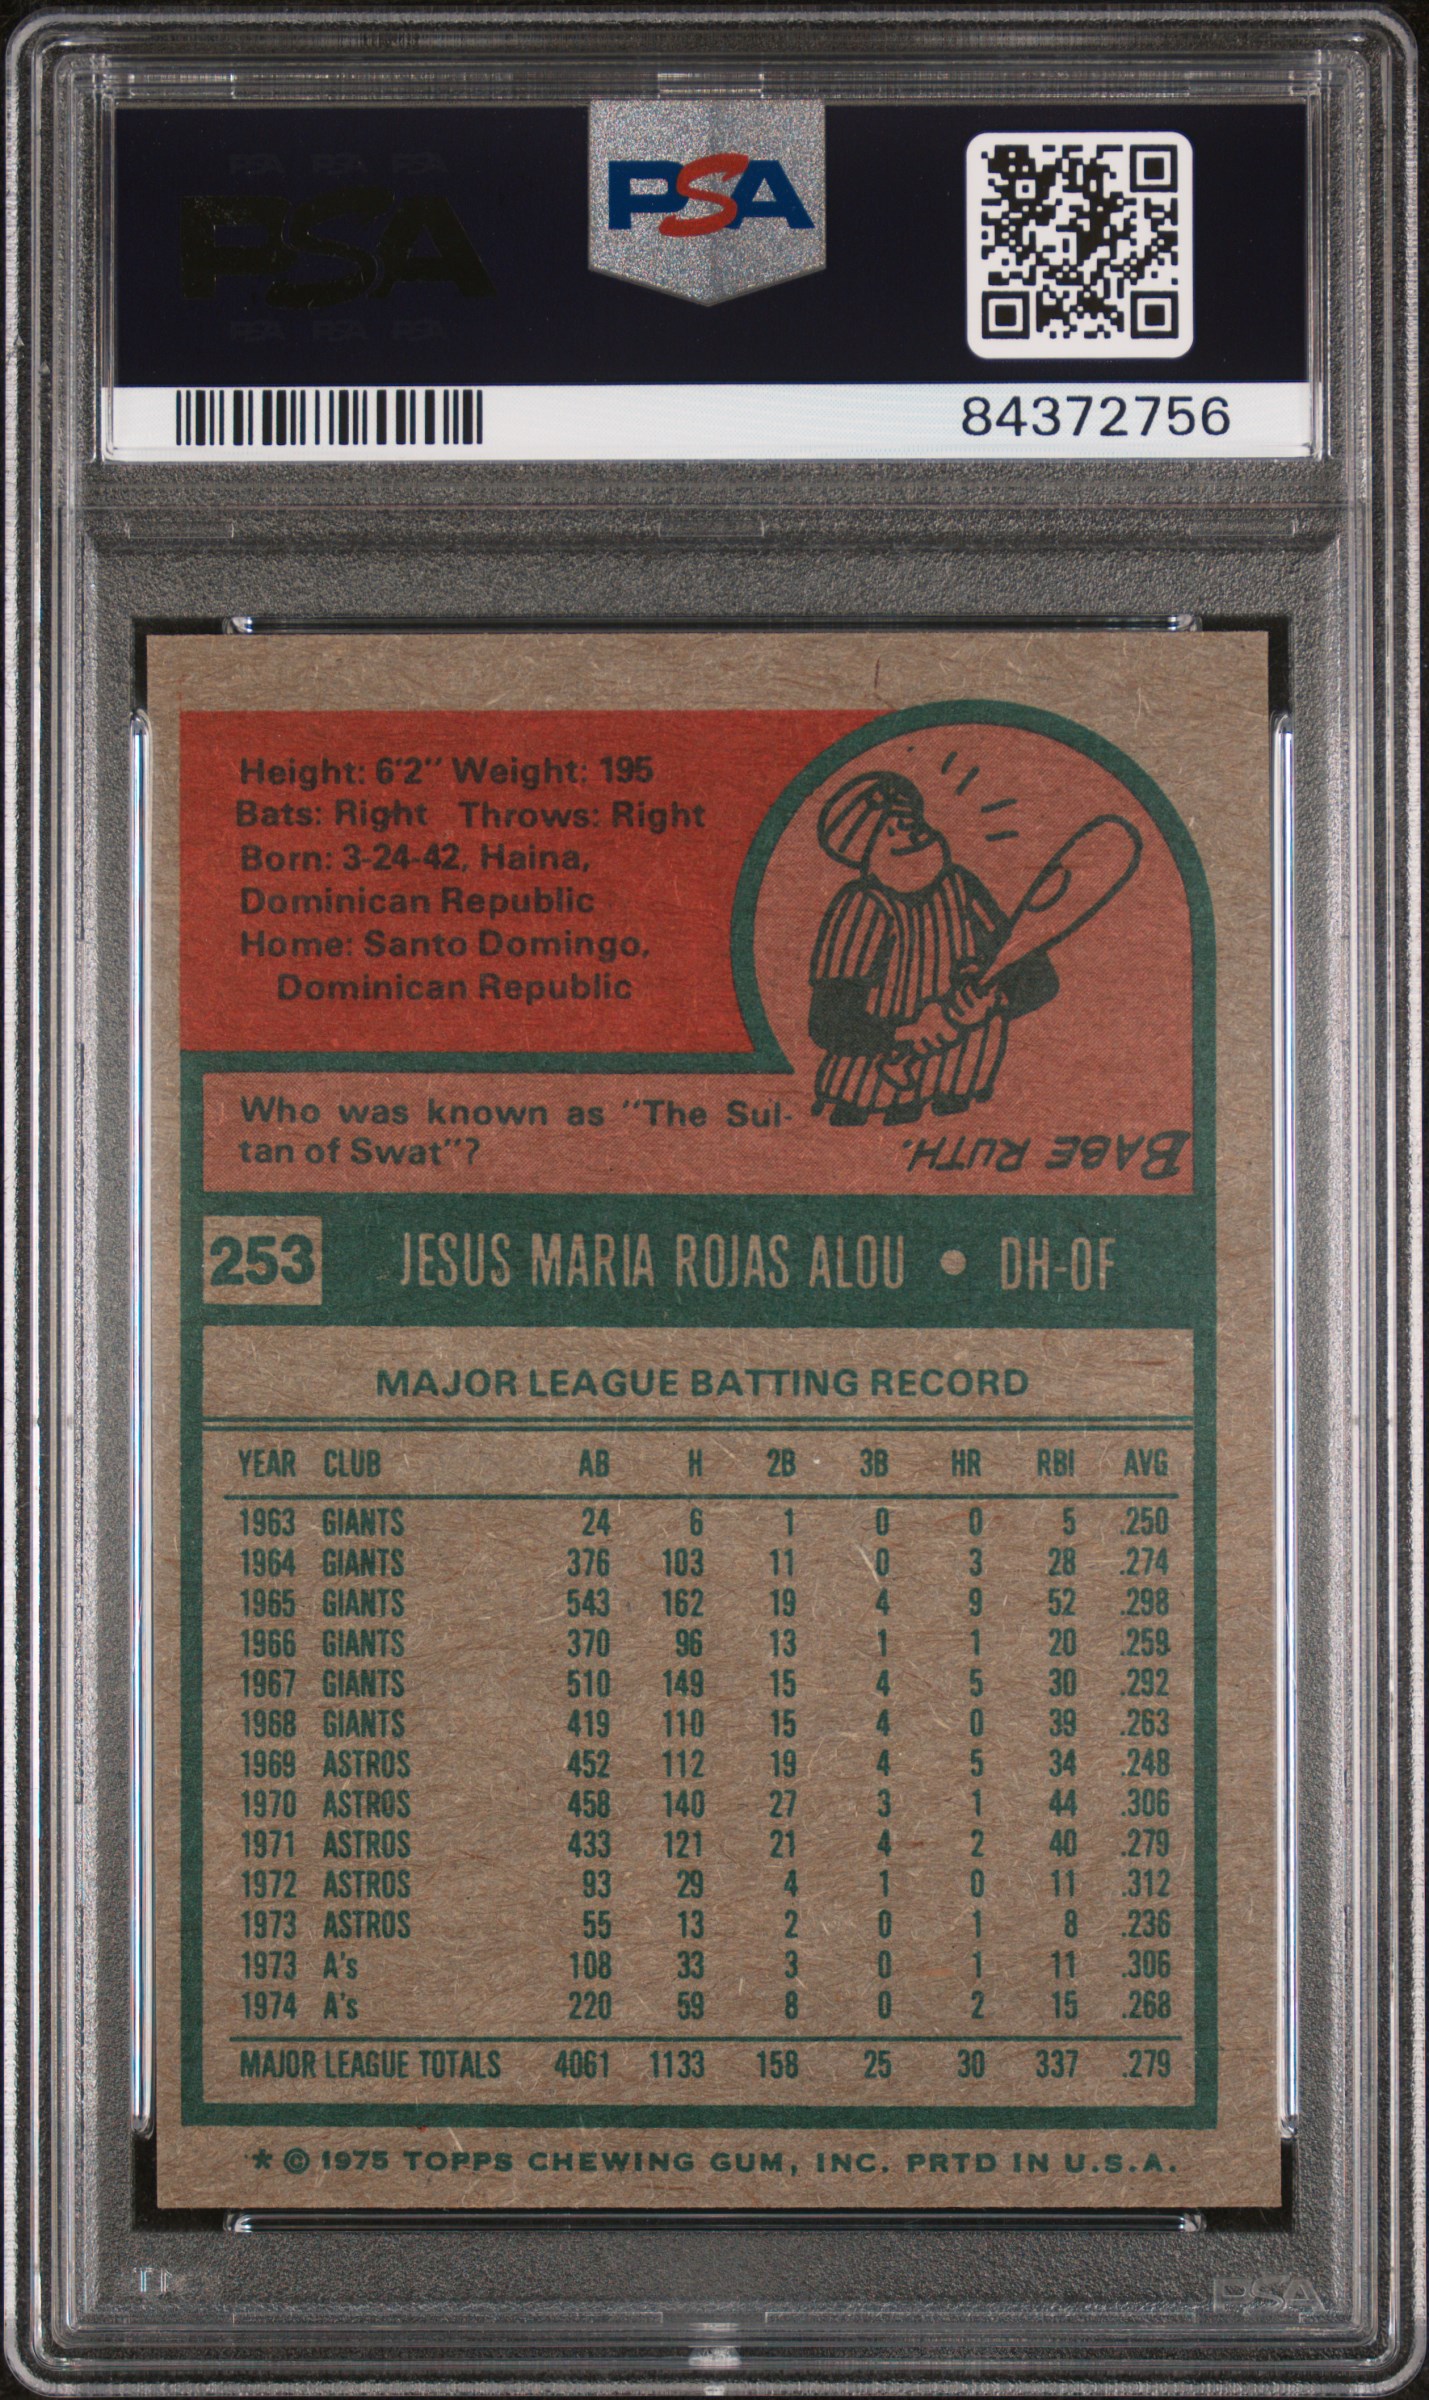 PSA PSA PSA
PSA
PSA PSA PSA
PSA
84372756
Height: 6'2" Weight: 195
Bats: Right Throws: Right
Born: 3-24-42, Haina,
Dominican Republic
Home: Santo Domingo,
Dominican Republic
Who was known as "The Sul-
tan of Swat"?
BABE RUTH.
253 JESUS MARIA ROJAS ALOU • DH-OF
MAJOR LEAGUE BATTING RECORD
YEAR CLUB AB H 2B 3B HR RBI AVG
1963 GIANTS 24 6 1 0 0 5 .250
1964 GIANTS 376 103 11 0 3 28 .274
1965 GIANTS 543 162 19 4 9 52 .298
1966 GIANTS 370 96 13 1 1 20 .259
1967 GIANTS 510 149 15 4 5 30 .292
1968 GIANTS 419 110 15 4 0 39 .263
1969 ASTROS 452 112 19 4 5 34 .248
1970 ASTROS 458 140 27 3 1 44 .306
1971 ASTROS 433 121 21 4 2 40 .279
1972 ASTROS 93 29 4 1 0 11 .312
1973 ASTROS 55 13 2 0 1 8 .236
1973 A's 108 33 3 0 1 11 .306
1974 A's 220 59 8 0 2 15 .268
MAJOR LEAGUE TOTALS 4061 1133 158 25 30 337 .279
* © 1975 TOPPS CHEWING GUM, INC. PRTD IN U.S.A.
PSA